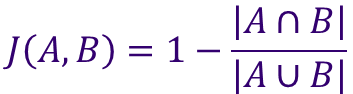 J(A, B) = 1 − |A ∩ B| / |A ∪ B|